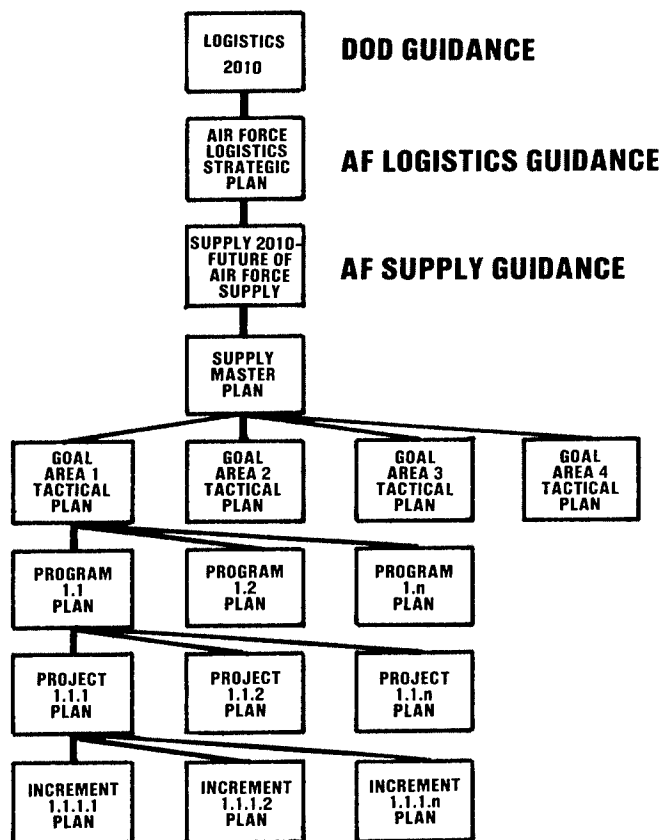 LOGISTICS
2010
DOD GUIDANCE
AIR FORCE
LOGISTICS
STRATEGIC
PLAN
AF LOGISTICS GUIDANCE
SUPPLY 2010-
FUTURE OF
AIR FORCE
SUPPLY
AF SUPPLY GUIDANCE
SUPPLY
MASTER
PLAN
GOAL
AREA 1
TACTICAL
PLAN
GOAL
AREA 2
TACTICAL
PLAN
GOAL
AREA 3
TACTICAL
PLAN
GOAL
AREA 4
TACTICAL
PLAN
PROGRAM
1.1
PLAN
PROGRAM
1.2
PLAN
PROGRAM
1.n
PLAN
PROJECT
1.1.1
PLAN
PROJECT
1.1.2
PLAN
PROJECT
1.1.n
PLAN
INCREMENT
1.1.1.1
PLAN
INCREMENT
1.1.1.2
PLAN
INCREMENT
1.1.1.n
PLAN